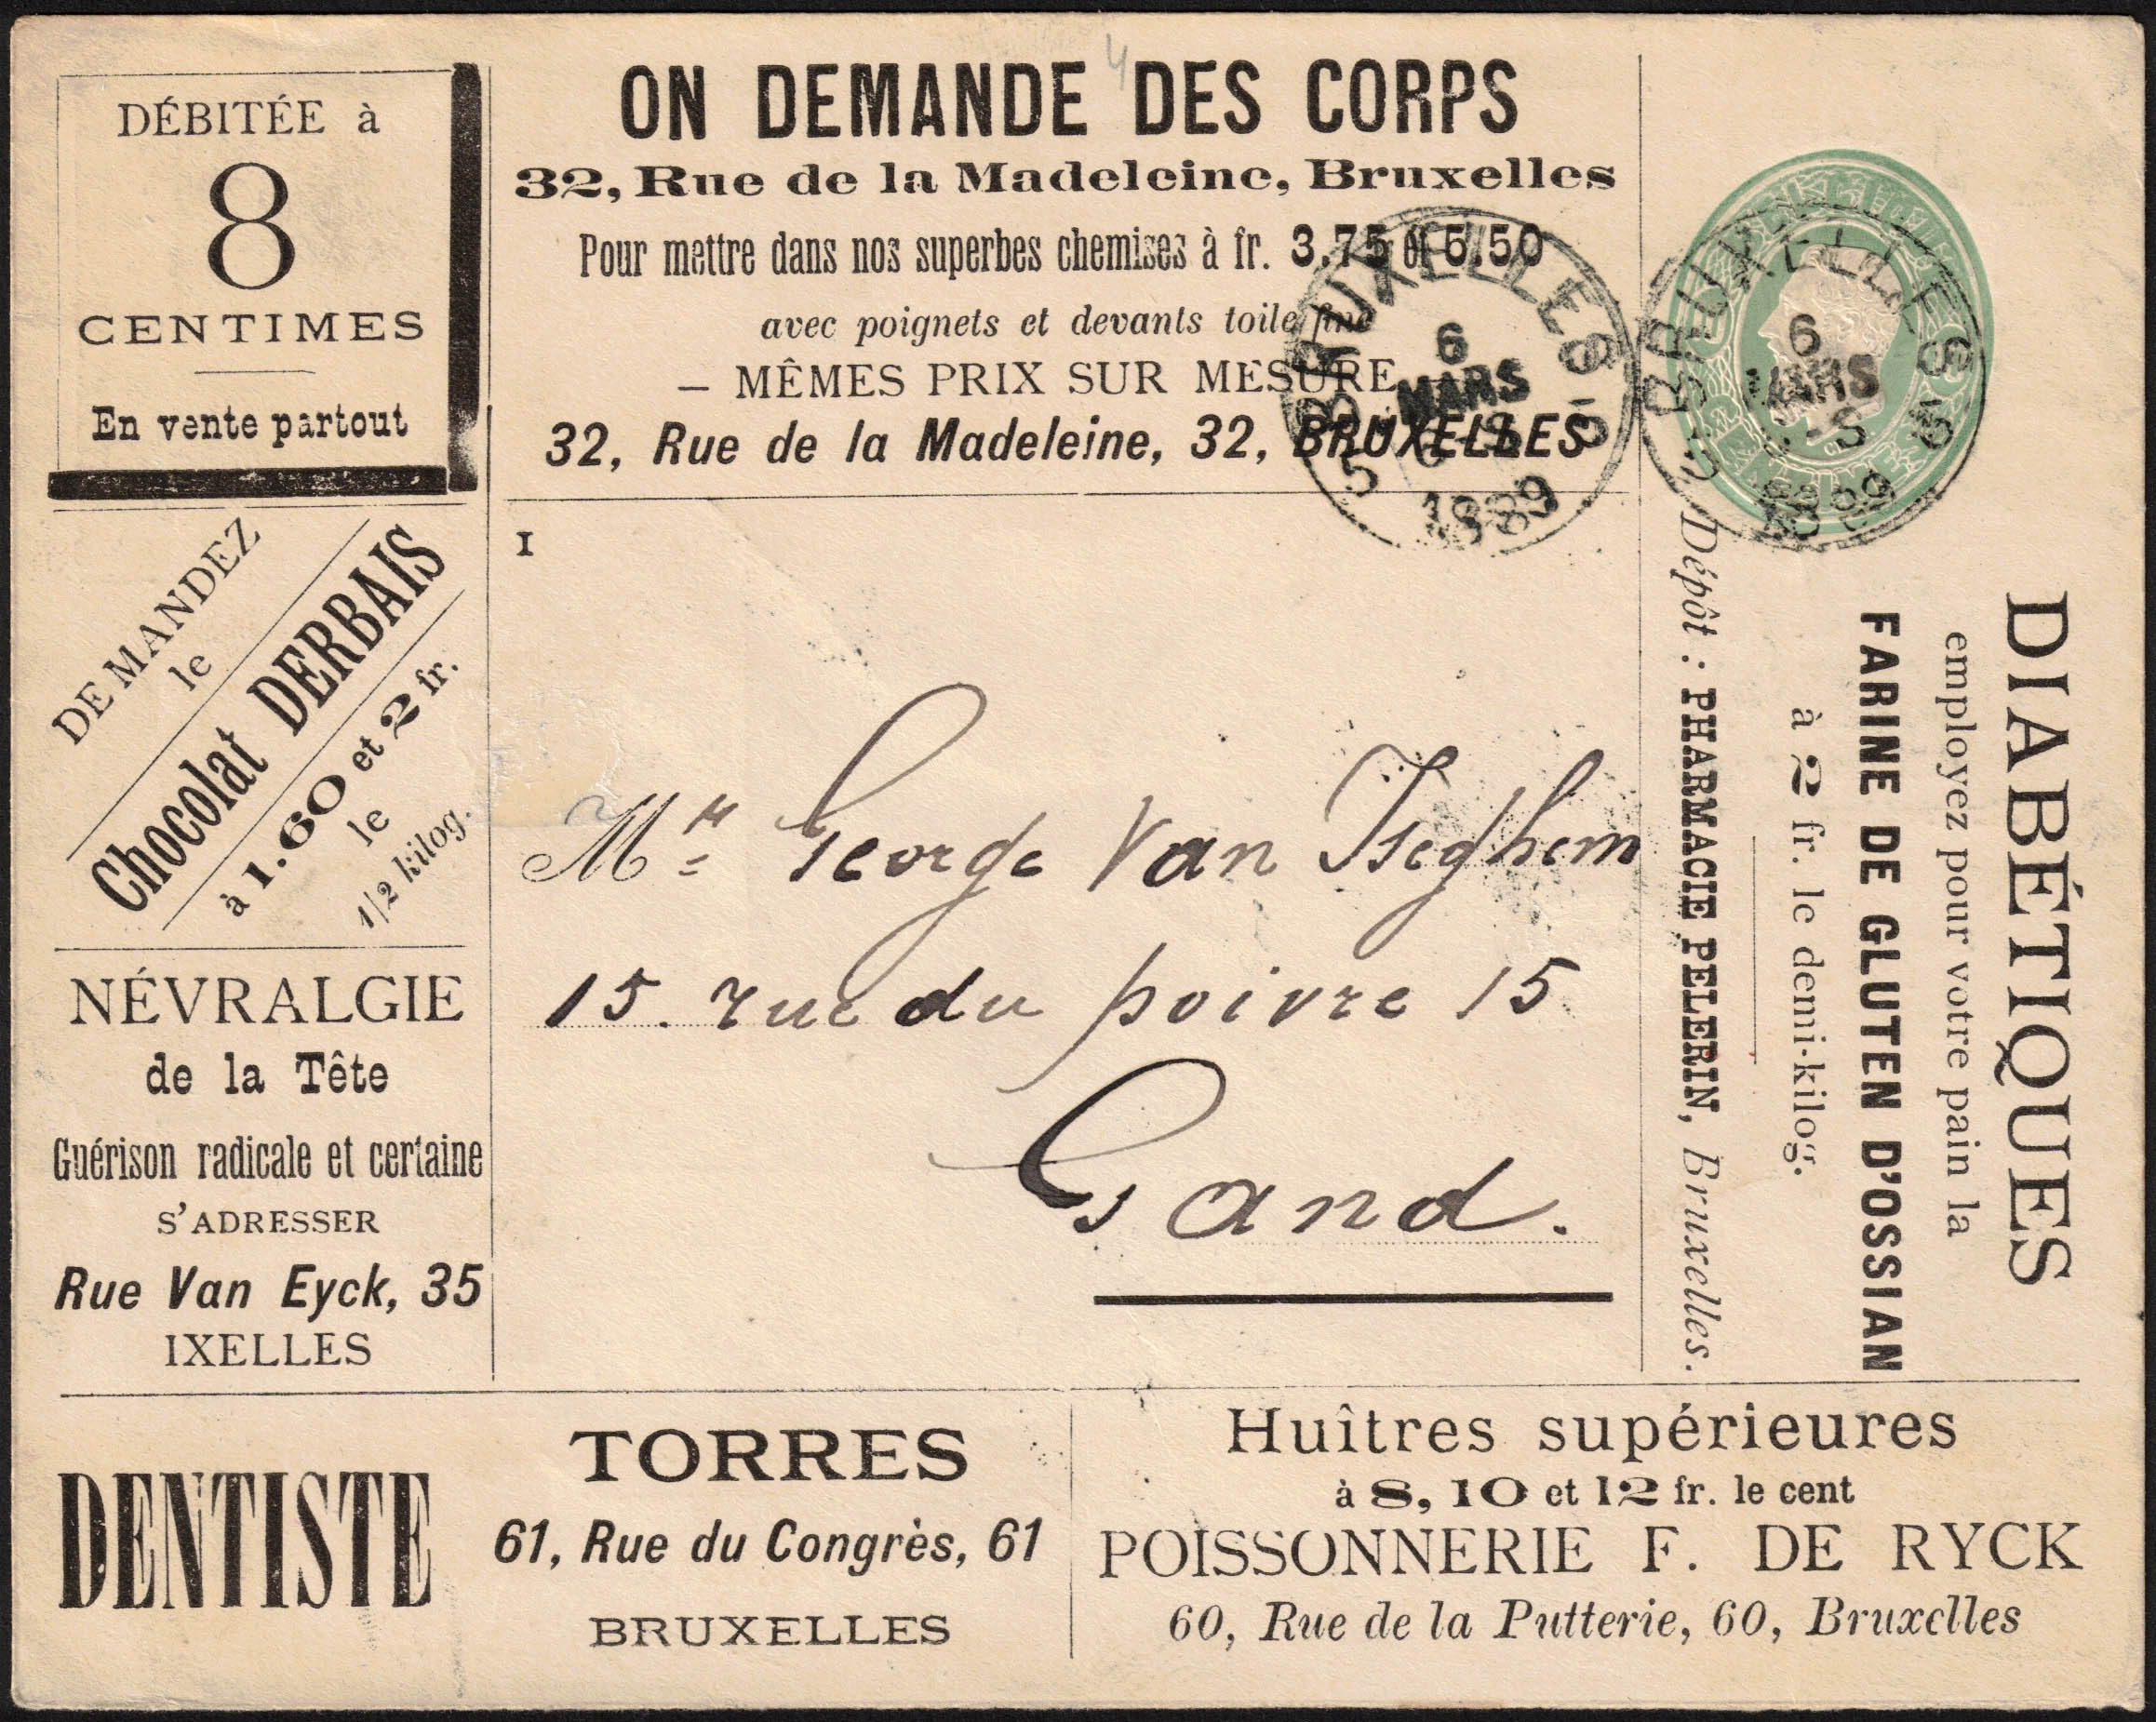 DÉBITÉE à
8
CENTIMES
En vente partout
ON DEMANDE DES CORPS
32, Rue de la Madeleine, Bruxelles
Pour mettre dans nos superbes chemises à fr. 3,75 et 5,50
avec poignets et devants toile fine
— MÊMES PRIX SUR MESURE
32, Rue de la Madeleine, 32, BRUXELLES
BRUXELLES
6
MARS
1889
BRUXELLES
6
MARS
DEMANDEZ
le
Chocolat DERBAIS
à 1.60 et 2 fr.
le
1/2 kilog.
NÉVRALGIE
de la Tête
Guérison radicale et certaine
S'ADRESSER
Rue Van Eyck, 35
IXELLES
1
Mr George Van Iseghem
15. rue du poivre 15
Gand.
DIABÉTIQUES
employez pour votre pain la
FARINE DE GLUTEN D'OSSIAN
à 2 fr. le demi-kilog.
Dépôt : PHARMACIE PELERIN, Bruxelles.
DENTISTE
TORRES
61, Rue du Congrès, 61
BRUXELLES
Huîtres supérieures
à 8, 10 et 12 fr. le cent
POISSONNERIE F. DE RYCK
60, Rue de la Putterie, 60, Bruxelles